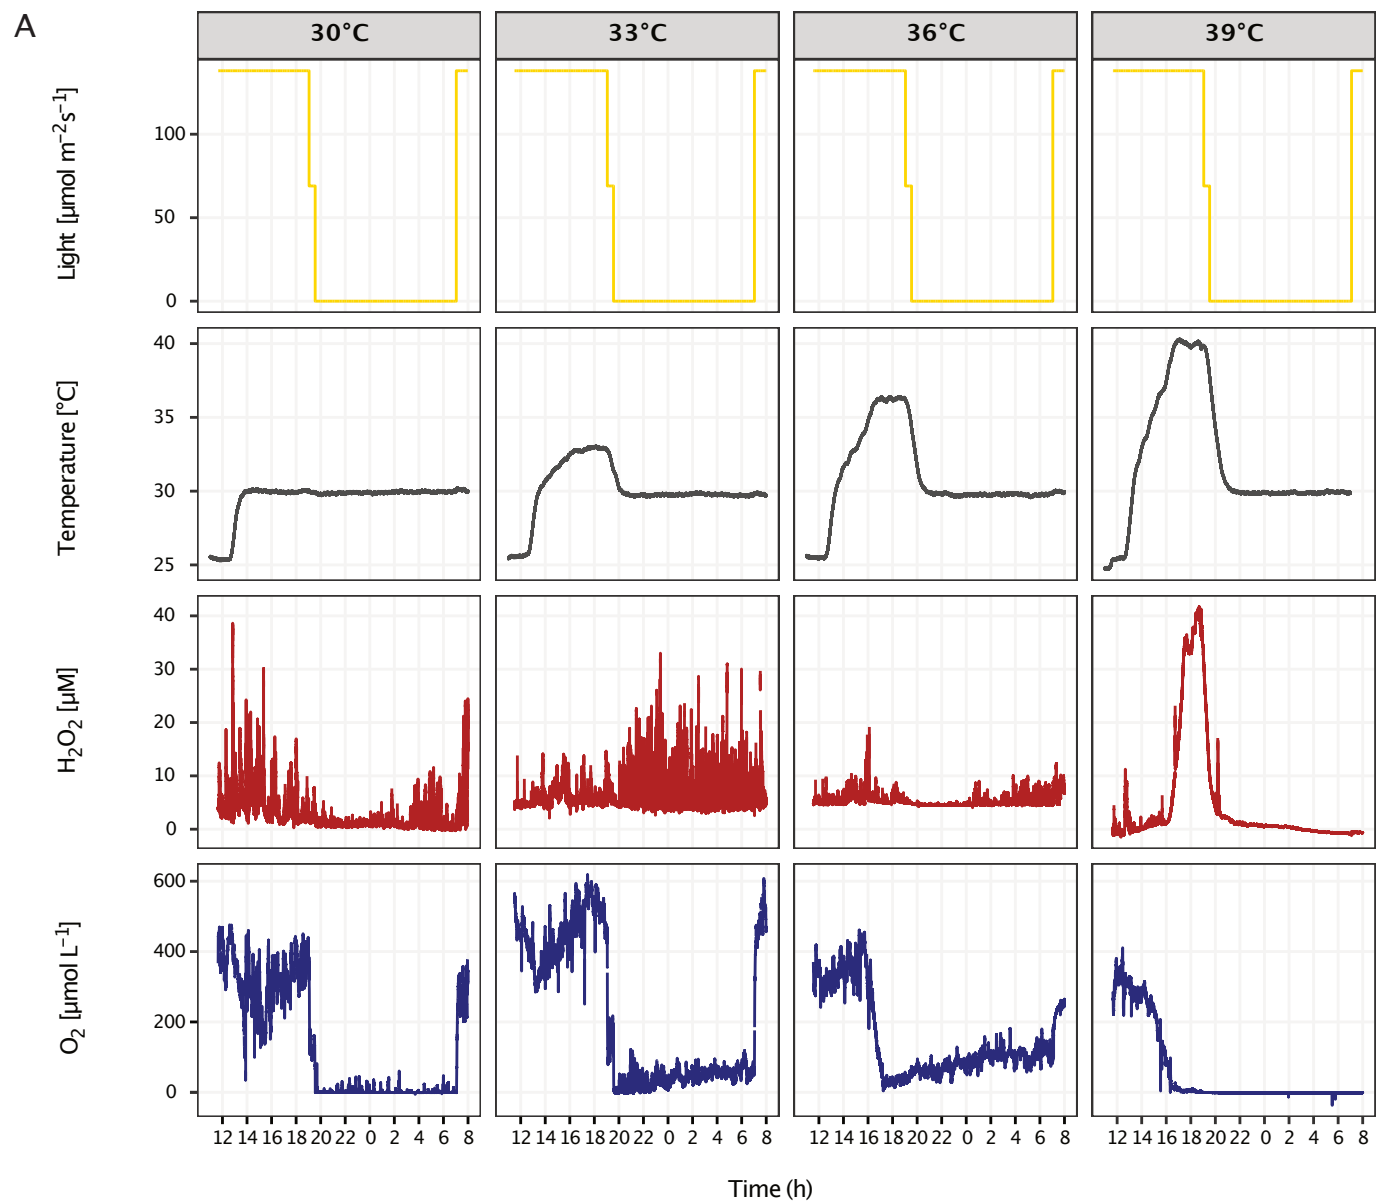 A
30°C 33°C 36°C 39°C
Light [µmol m⁻²s⁻¹]
100
50
0
Temperature [°C]
40
35
30
25
H₂O₂ [µM]
40
30
20
10
0
O₂ [µmol L⁻¹]
600
400
200
0
12 14 16 18 20 22 0 2 4 6 8 12 14 16 18 20 22 0 2 4 6 8 12 14 16 18 20 22 0 2 4 6 8 12 14 16 18 20 22 0 2 4 6 8
Time (h)